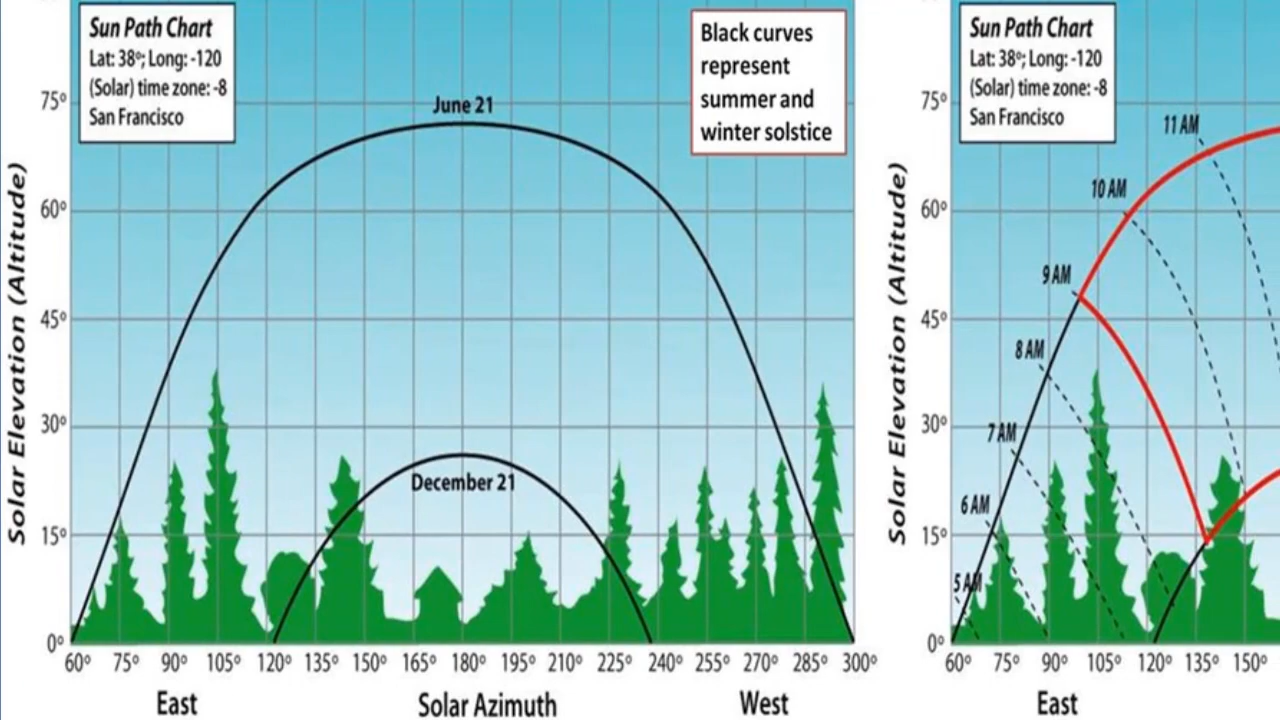 Sun Path Chart
Lat: 38º; Long: -120
(Solar) time zone: -8
San Francisco
Black curves
represent
summer and
winter solstice
June 21
December 21
75º
60º
45º
30º
15º
0º
Solar Elevation (Altitude)
60º 75º 90º 105º 120º 135º 150º 165º 180º 195º 210º 225º 240º 255º 270º 285º 300º
East Solar Azimuth West
Sun Path Chart
Lat: 38º; Long: -120
(Solar) time zone: -8
San Francisco
11 AM
10 AM
9 AM
8 AM
7 AM
6 AM
5 AM
75º
60º
45º
30º
15º
0º
Solar Elevation (Altitude)
60º 75º 90º 105º 120º 135º 150º
East